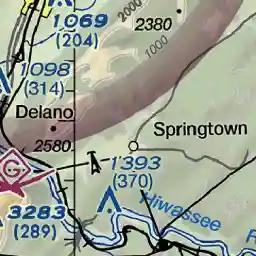 1069
(204)
2000
2380
1000
1098
(314)
Delano
Springtown
2580
1393
(370)
G
Hiwassee
R
3283
(289)